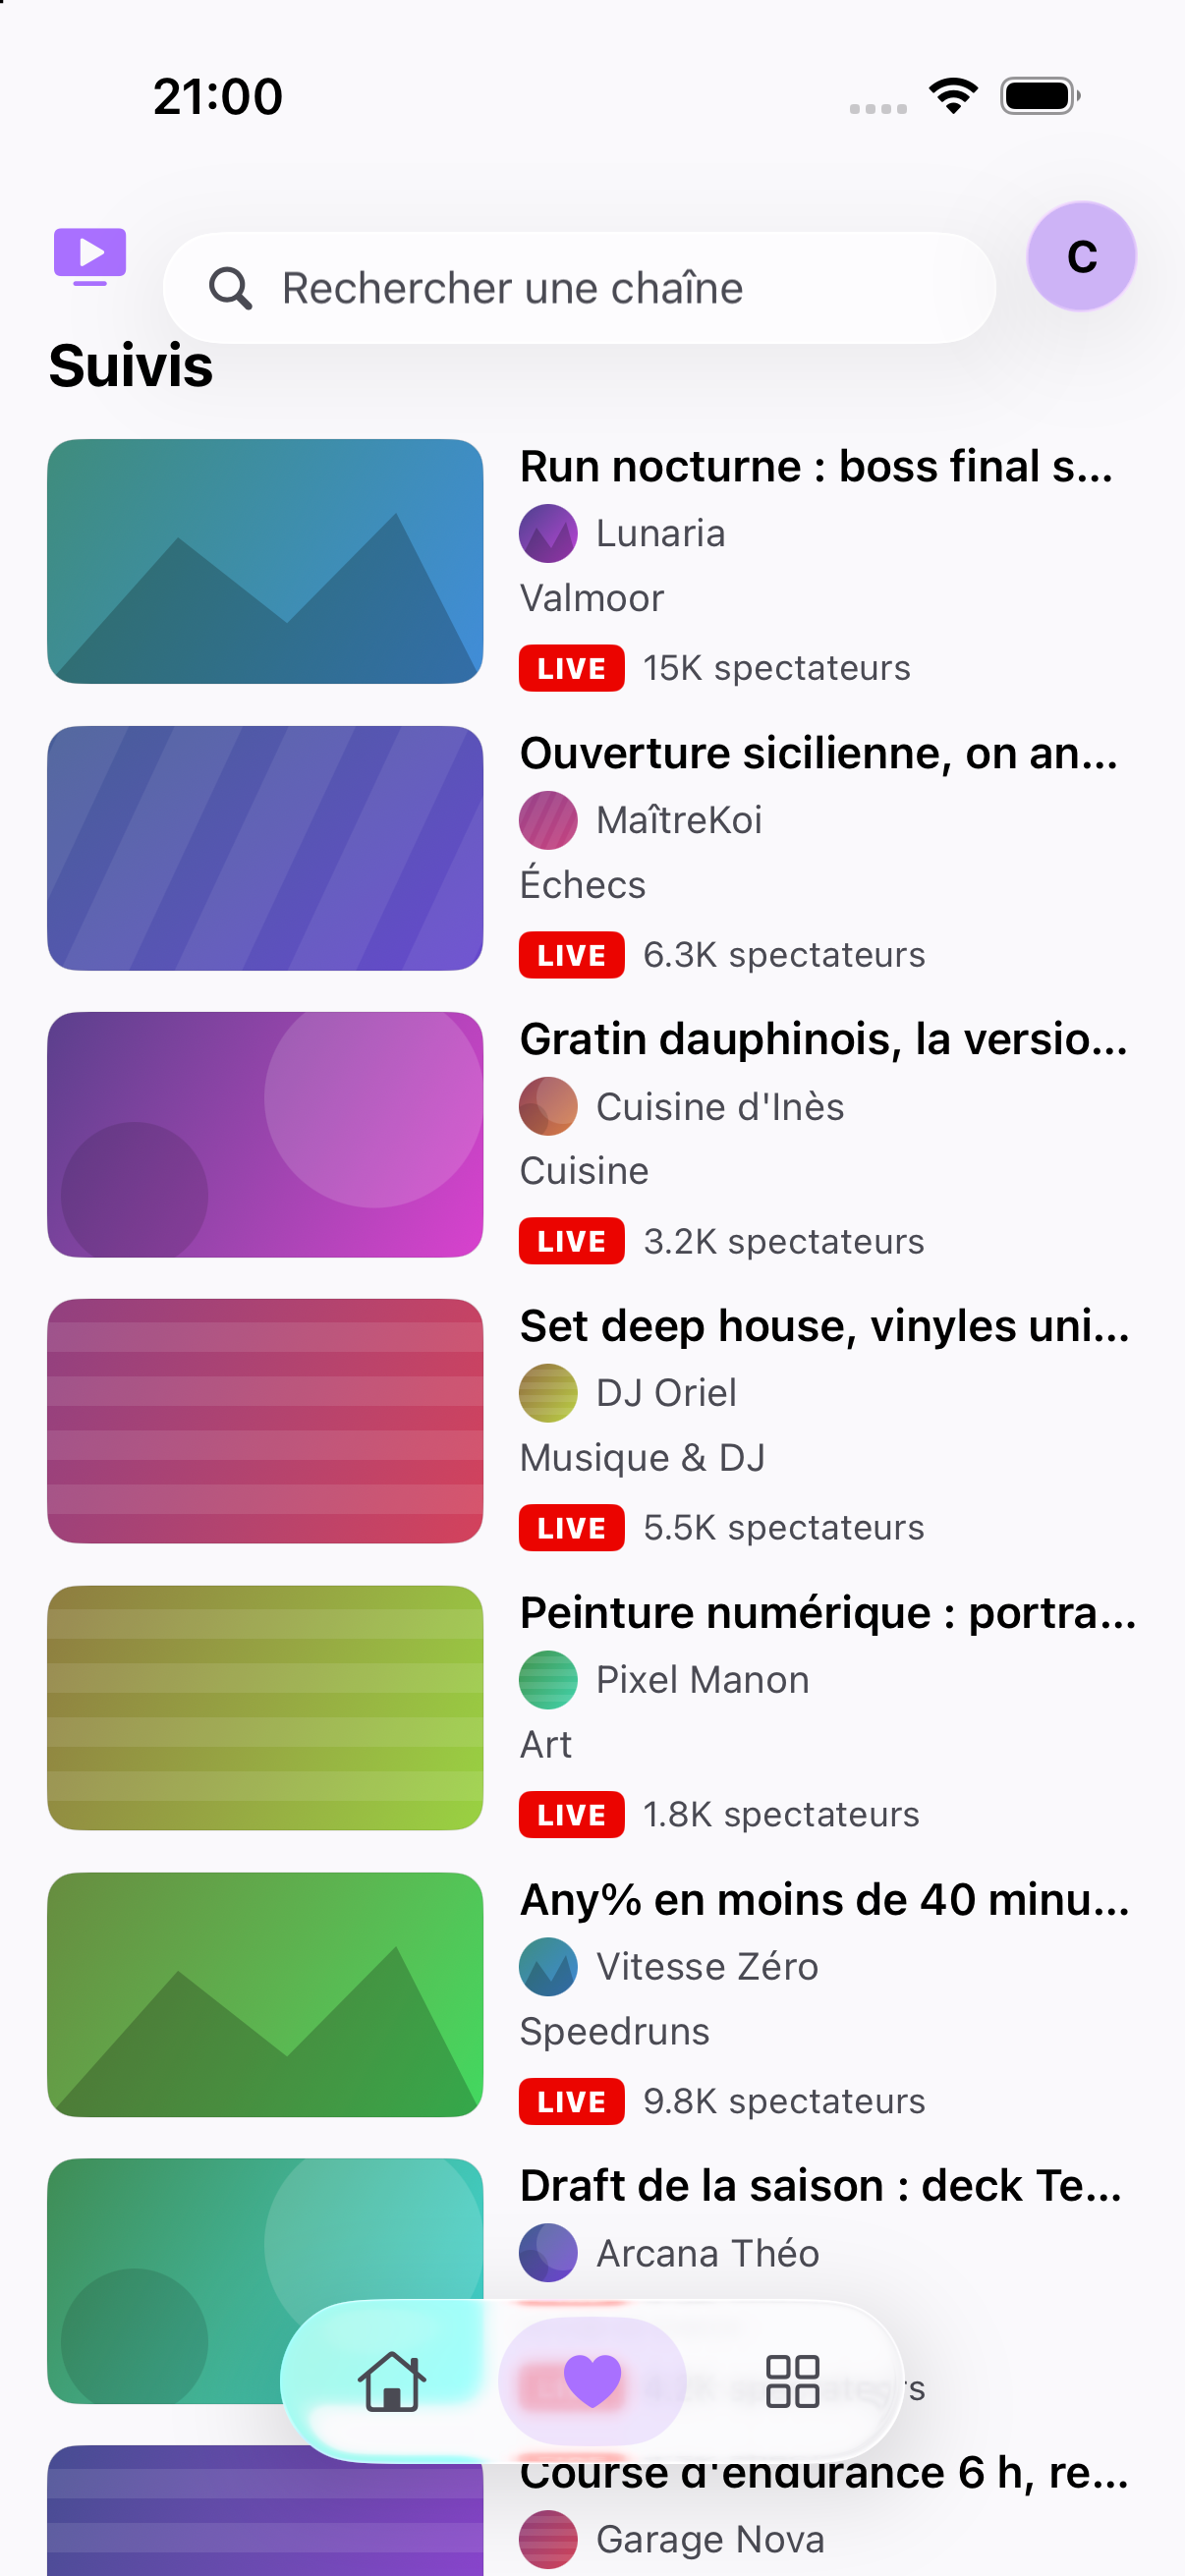 21:00
Rechercher une chaîne
C
Suivis
Run nocturne : boss final s...
Lunaria
Valmoor
LIVE 15K spectateurs
Ouverture sicilienne, on an...
MaîtreKoi
Échecs
LIVE 6.3K spectateurs
Gratin dauphinois, la versio...
Cuisine d'Inès
Cuisine
LIVE 3.2K spectateurs
Set deep house, vinyles uni...
DJ Oriel
Musique & DJ
LIVE 5.5K spectateurs
Peinture numérique : portra...
Pixel Manon
Art
LIVE 1.8K spectateurs
Any% en moins de 40 minu...
Vitesse Zéro
Speedruns
LIVE 9.8K spectateurs
Draft de la saison : deck Te...
Arcana Théo
Course d'endurance 6 h, re...
Garage Nova